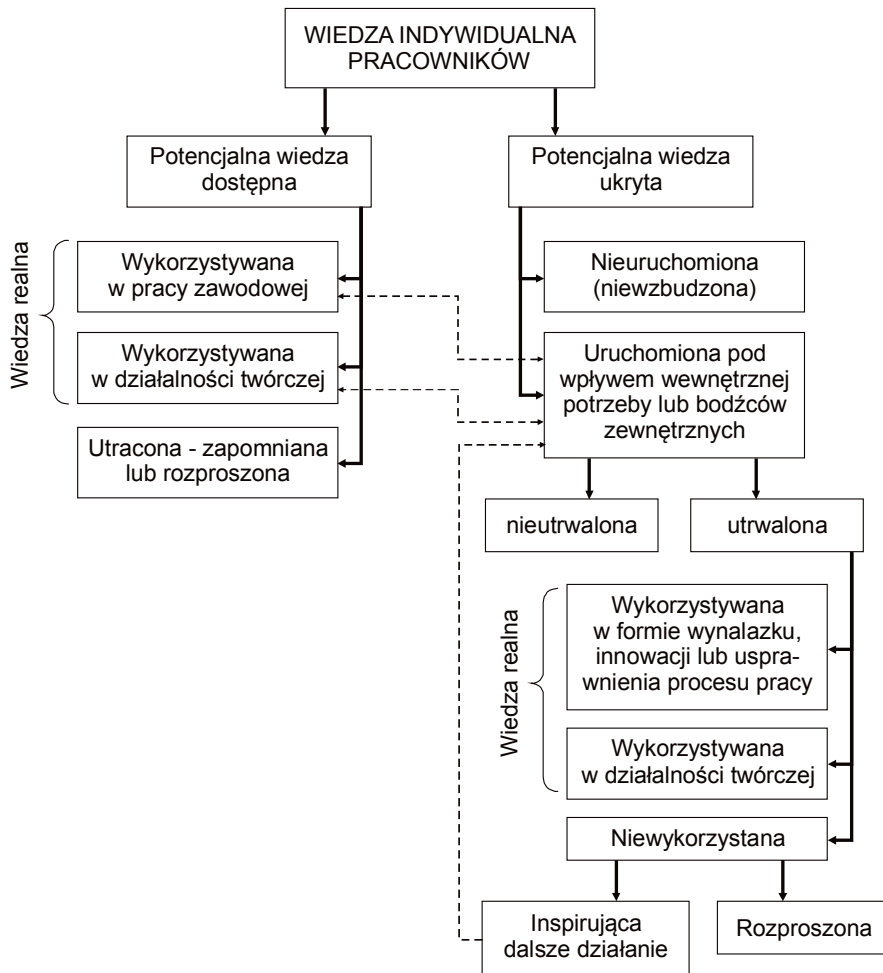 WIEDZA INDYWIDUALNA
PRACOWNIKÓW
Potencjalna wiedza
dostępna
Potencjalna wiedza
ukryta
Wiedza realna
Wykorzystywana
w pracy zawodowej
Wykorzystywana
w działalności twórczej
Utracona - zapomniana
lub rozproszona
Nieuruchomiona
(niewzbudzona)
Uruchomiona pod
wpływem wewnętrznej
potrzeby lub bodźców
zewnętrznych
nieutrwalona
utrwalona
Wiedza realna
Wykorzystywana
w formie wynalazku,
innowacji lub uspra-
wnienia procesu pracy
Wykorzystywana
w działalności twórczej
Niewykorzystana
Inspirująca
dalsze działanie
Rozproszona